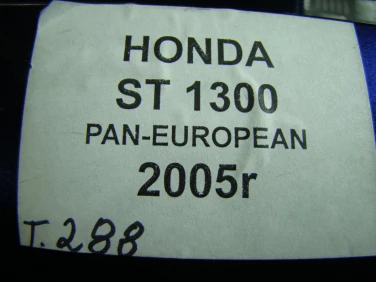 HONDA
ST 1300
PAN-EUROPEAN
2005r
T. 288